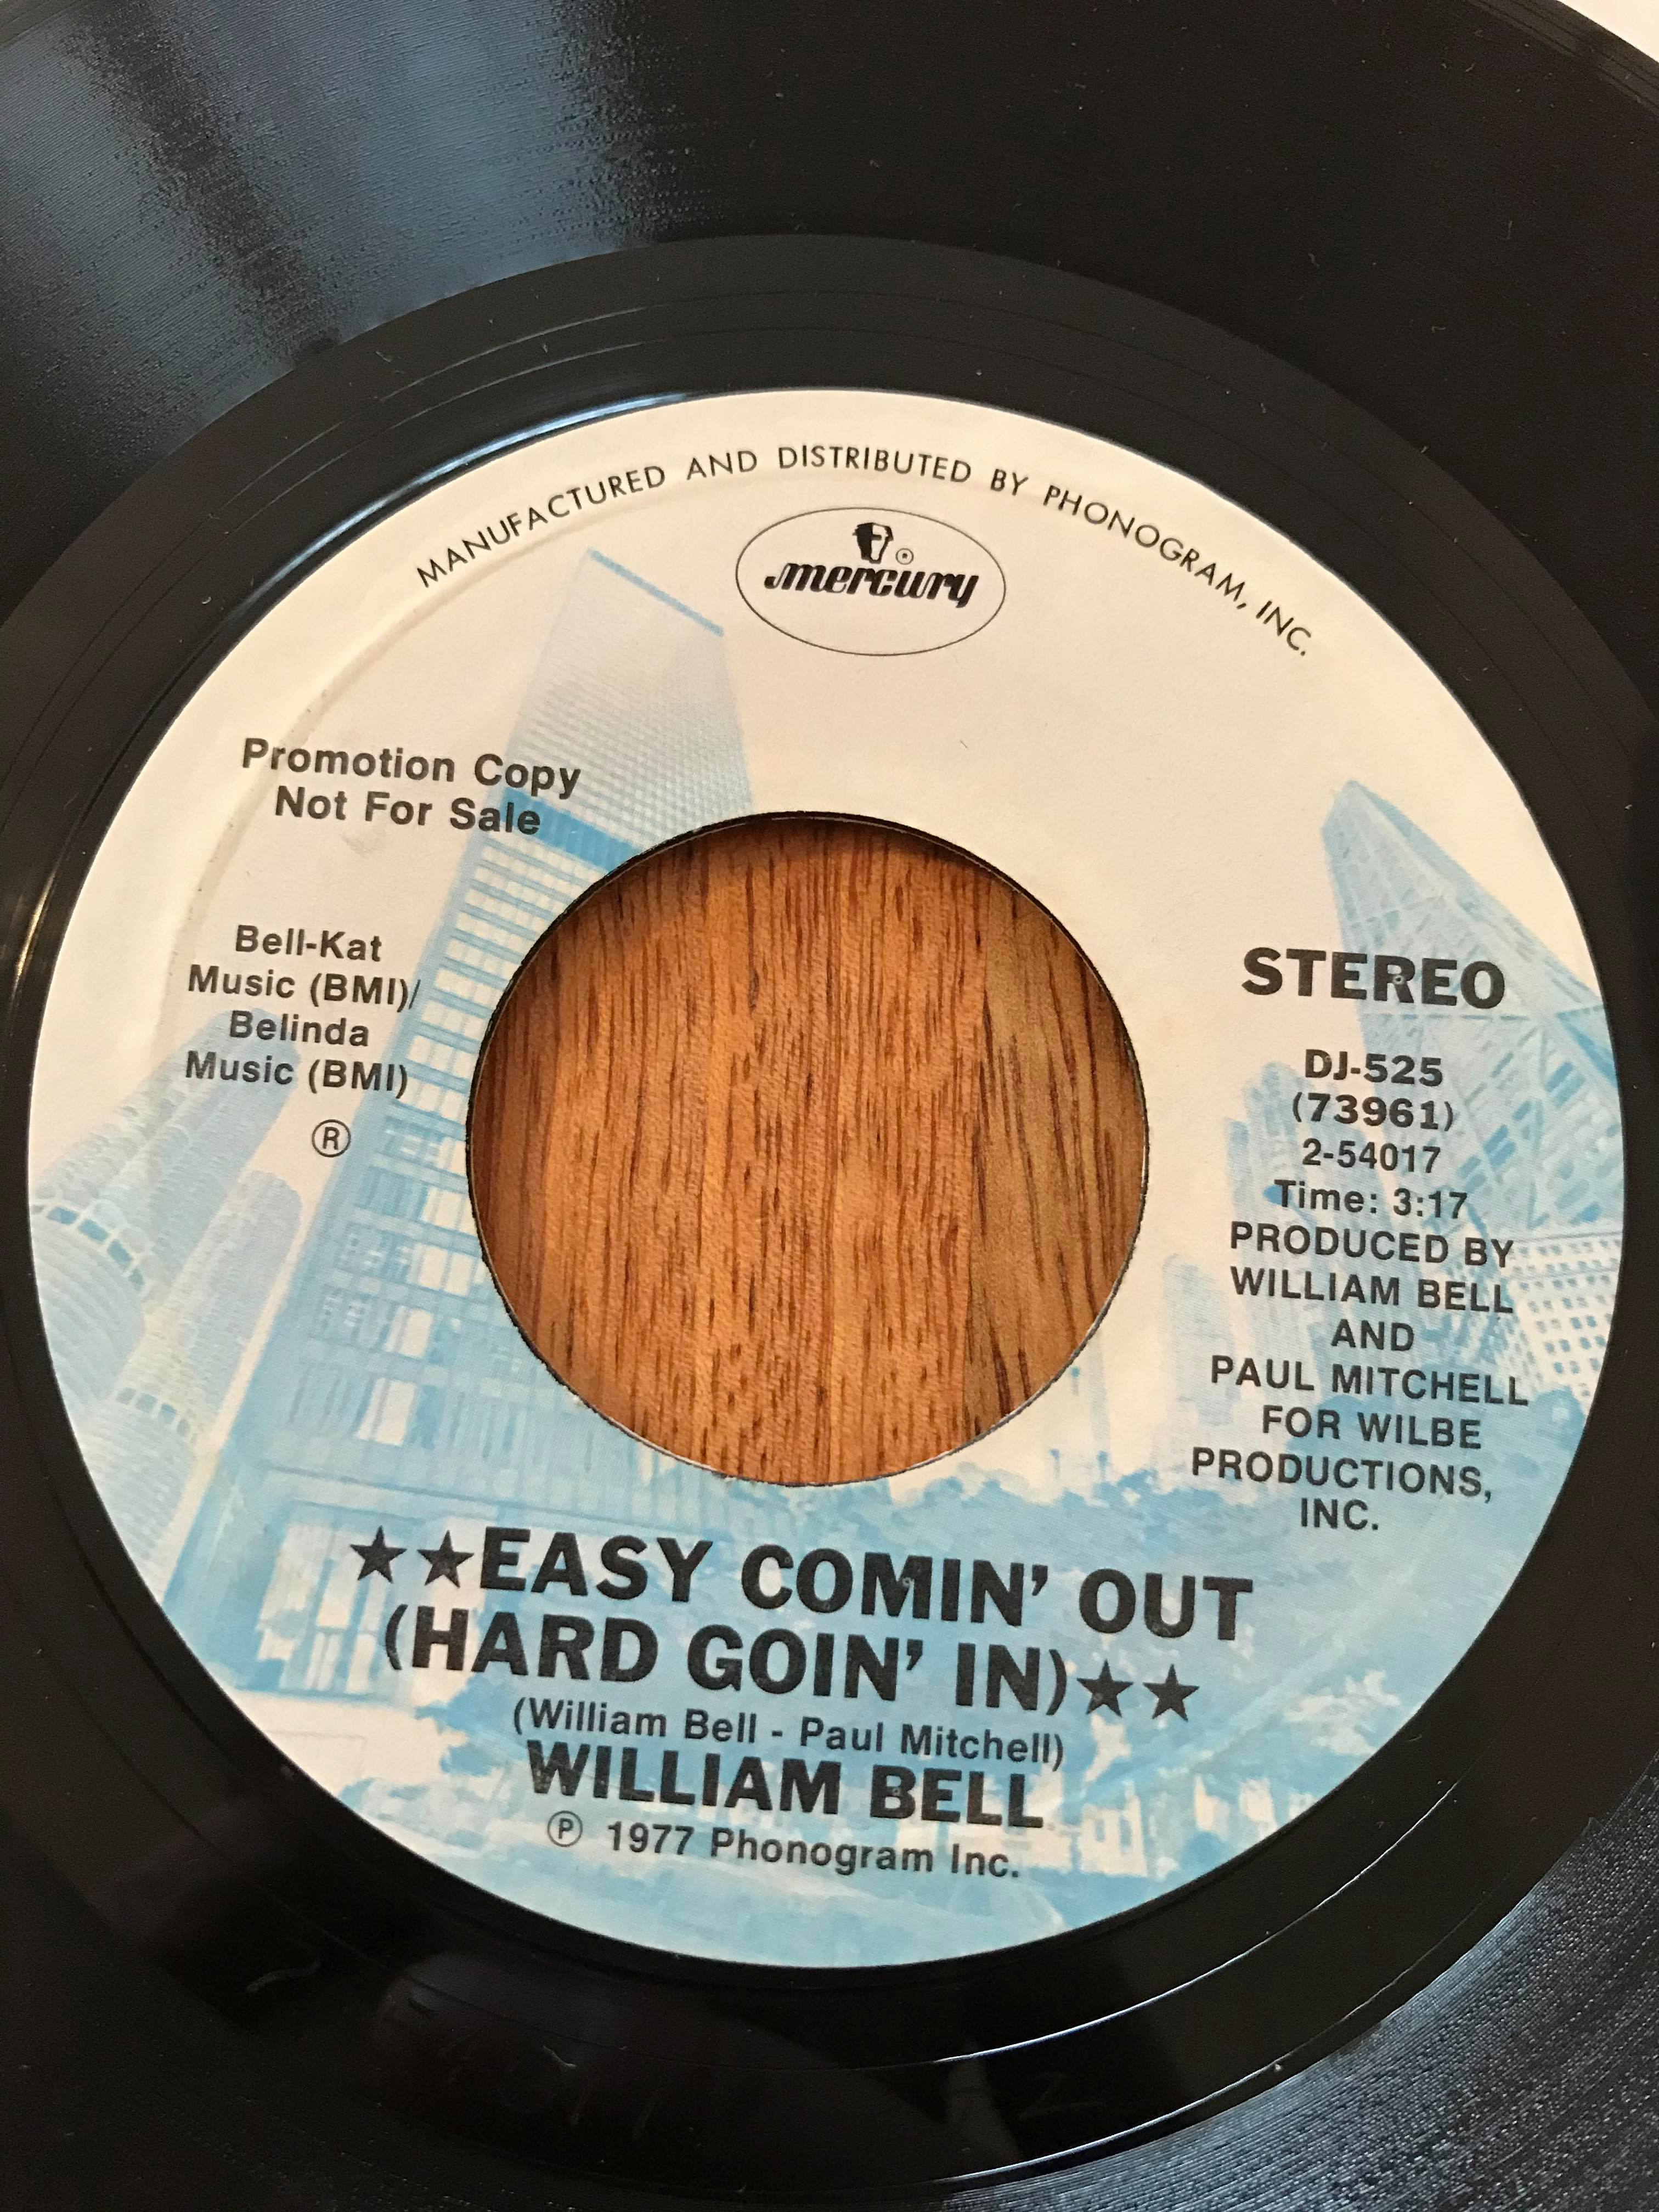 MANUFACTURED AND DISTRIBUTED BY PHONOGRAM, INC.
mercury ®
Promotion Copy
Not For Sale
Bell-Kat
Music (BMI)/
Belinda
Music (BMI)
®
STEREO
DJ-525
(73961)
2-54017
Time: 3:17
PRODUCED BY
WILLIAM BELL
AND
PAUL MITCHELL
FOR WILBE
PRODUCTIONS,
INC.
★★EASY COMIN' OUT
(HARD GOIN' IN)★★
(William Bell - Paul Mitchell)
WILLIAM BELL
℗ 1977 Phonogram Inc.